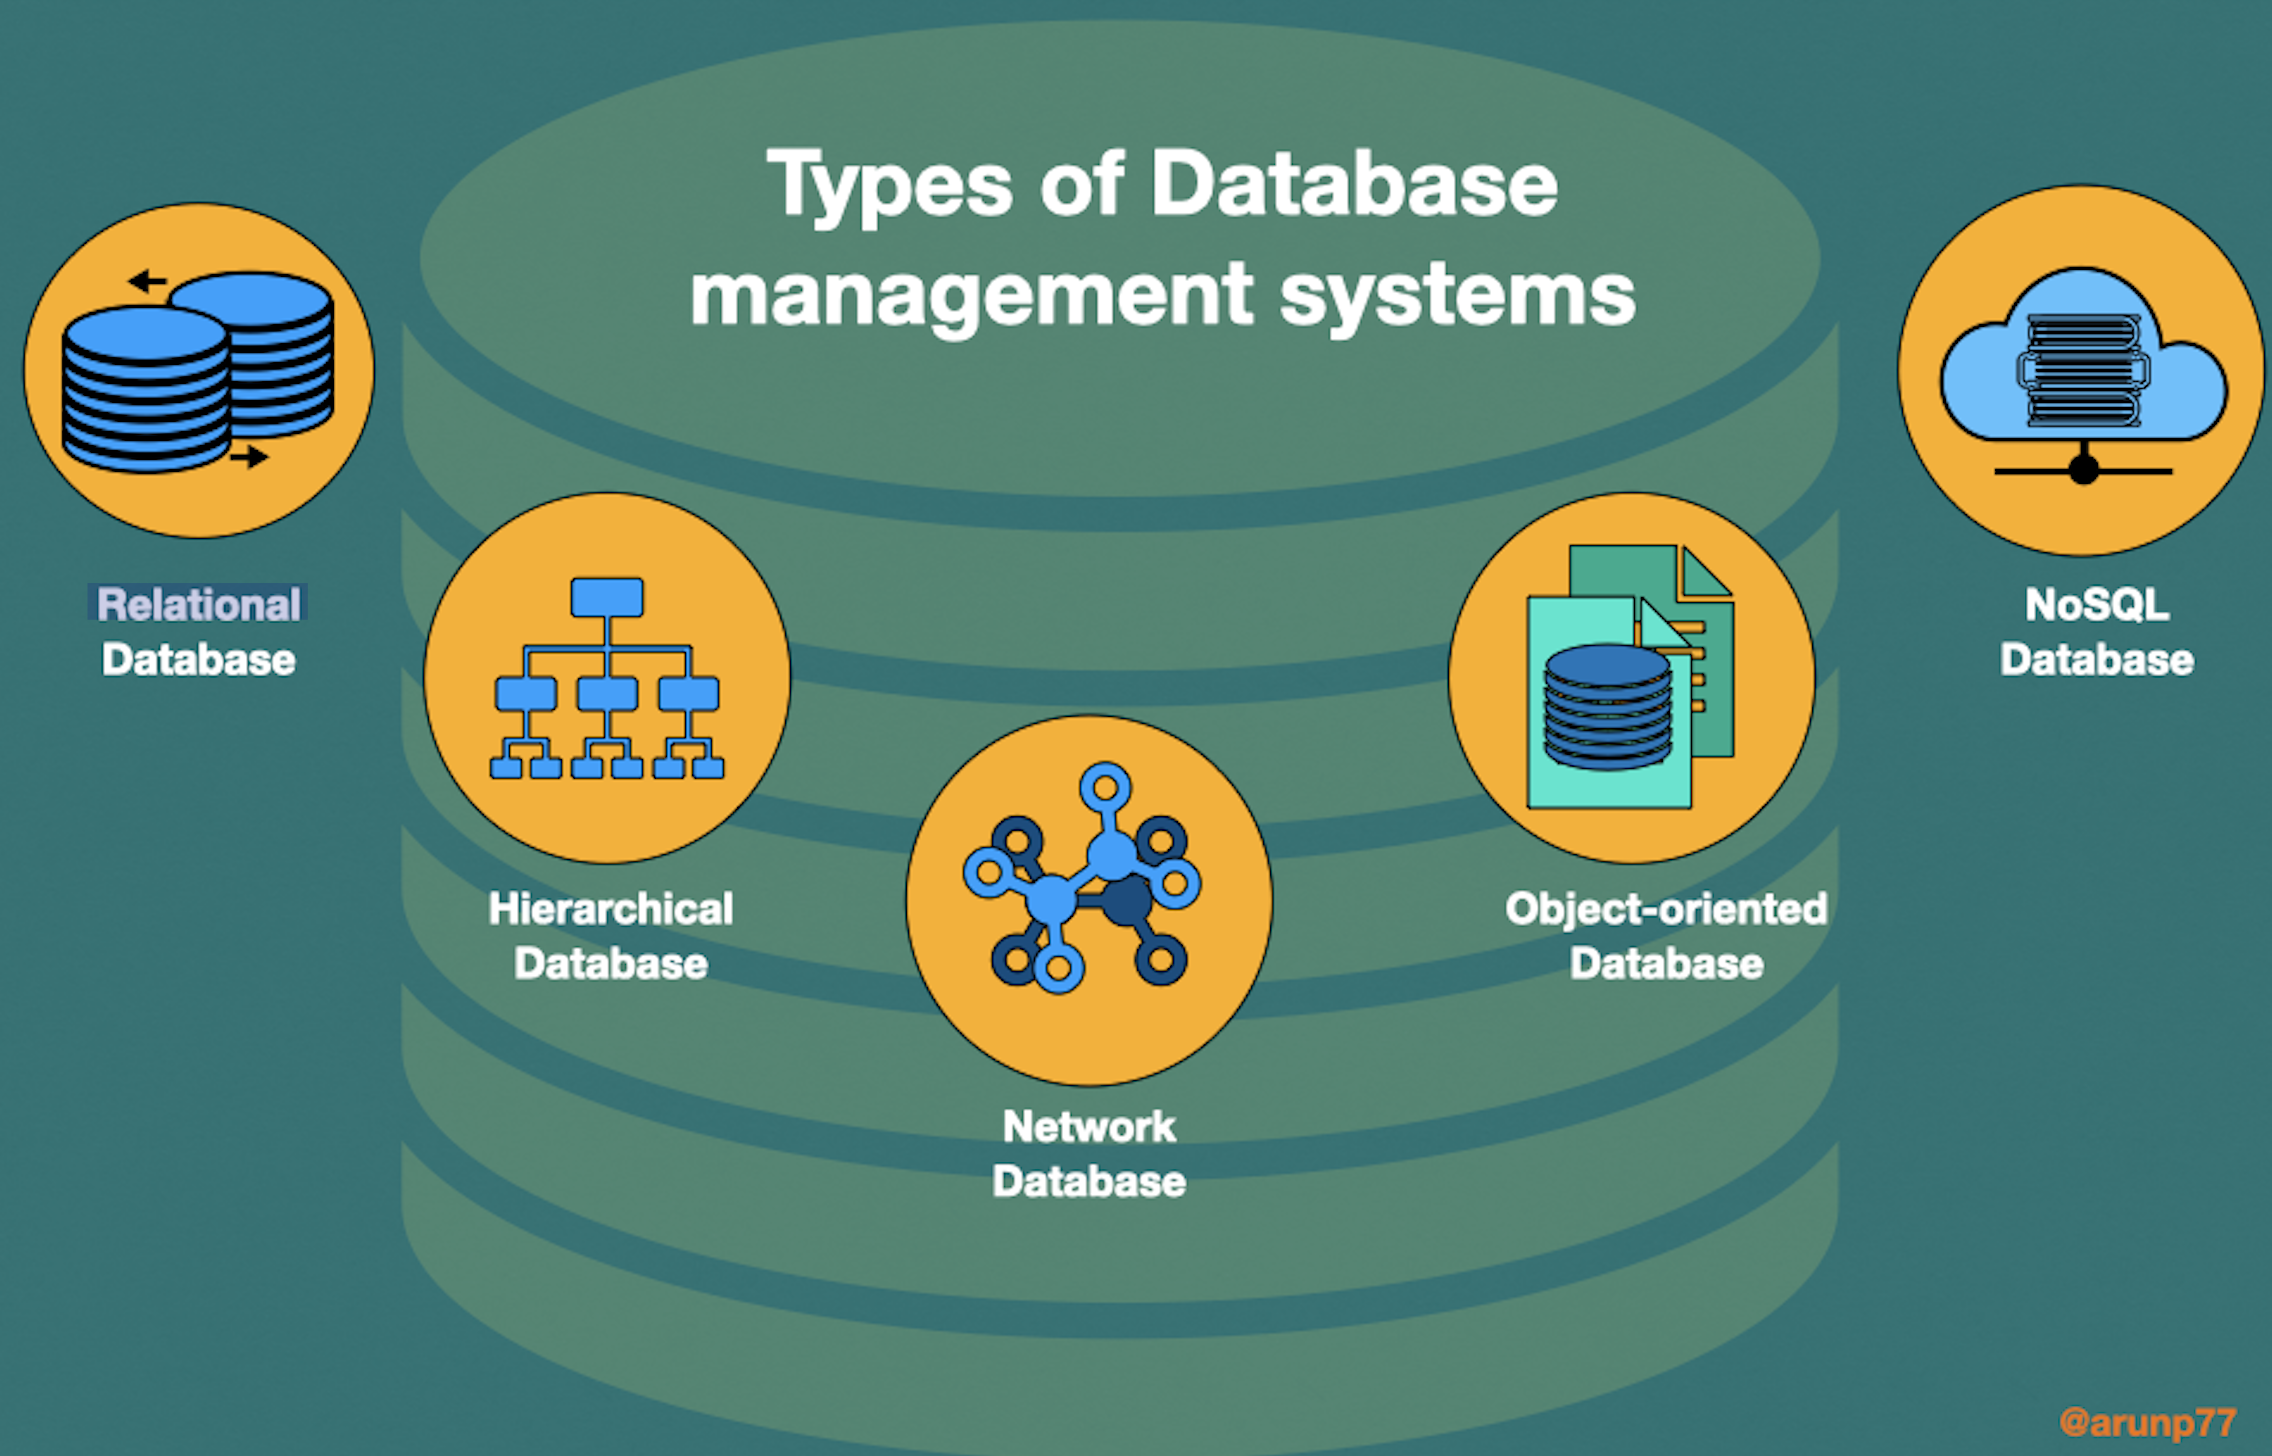 Types of Database
management systems
Relational
Database
Hierarchical
Database
Network
Database
Object-oriented
Database
NoSQL
Database
@arunp77